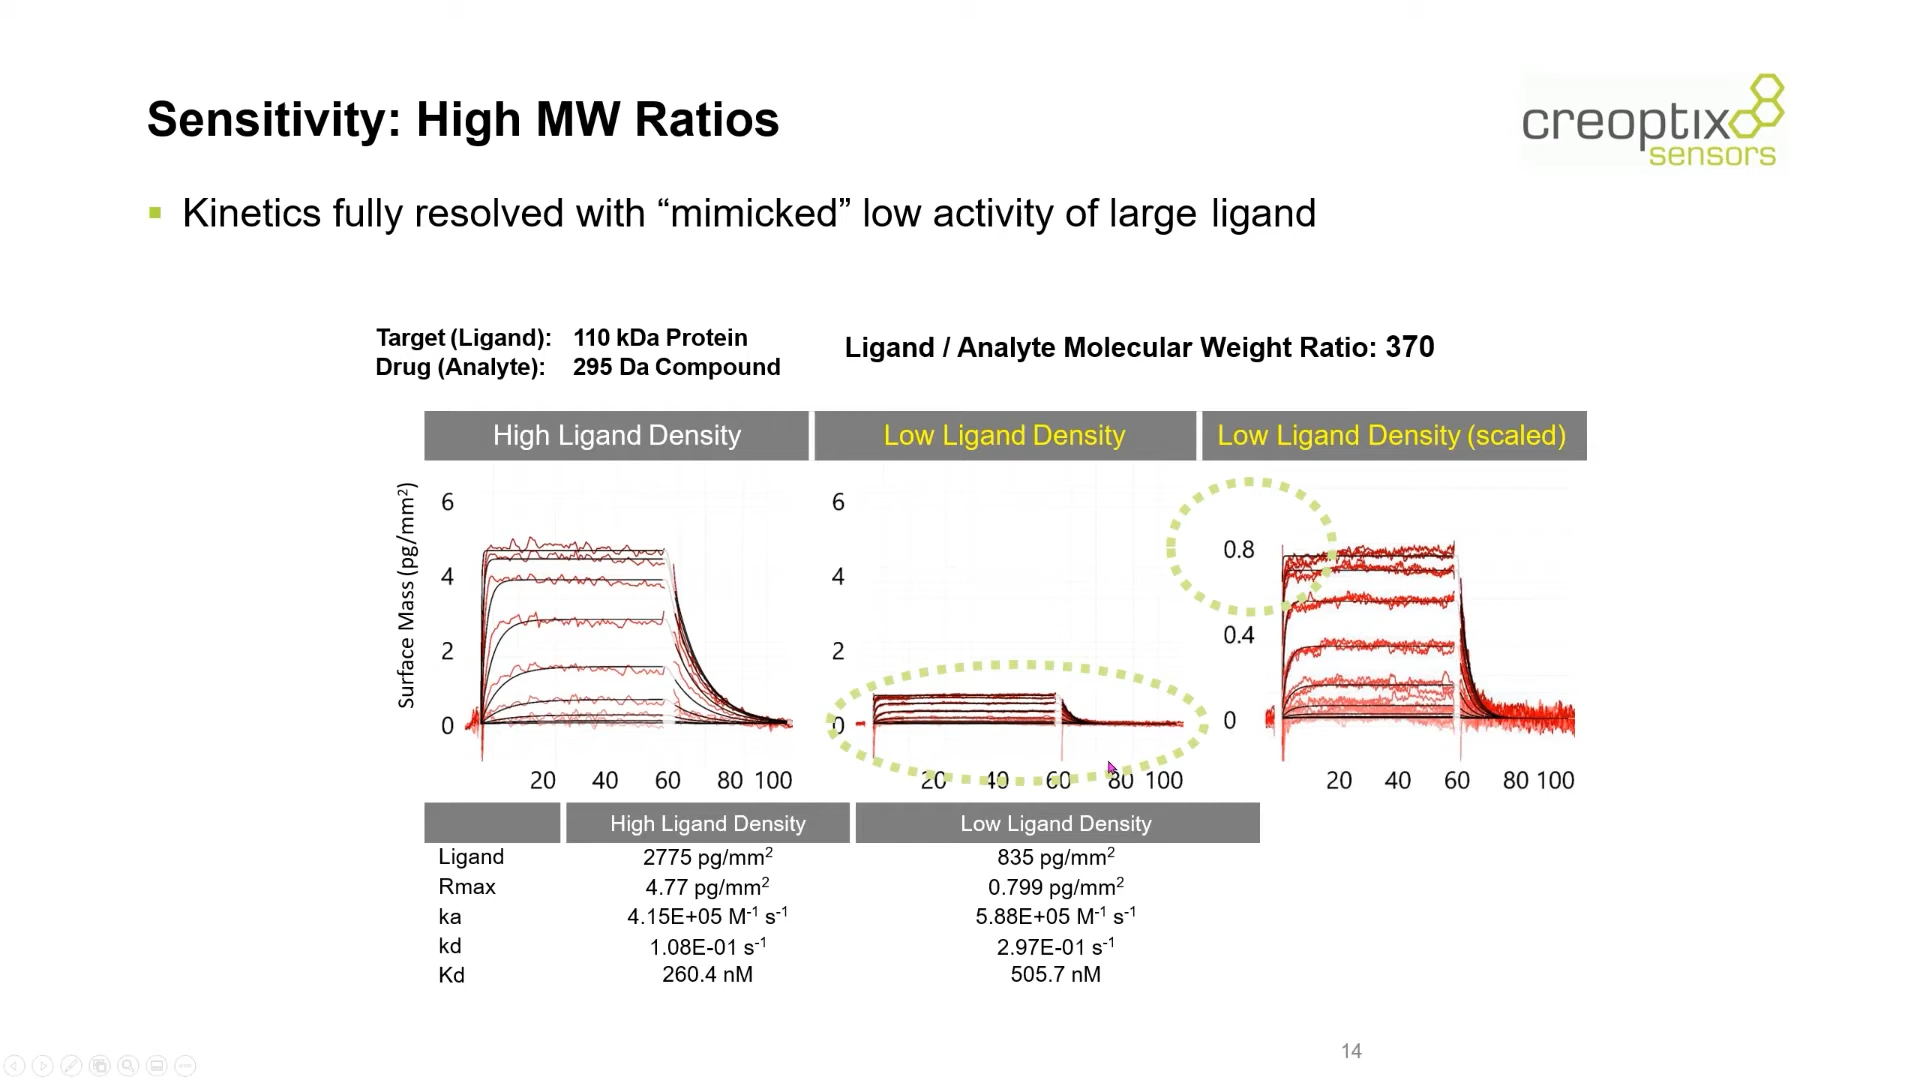 Sensitivity: High MW Ratios
creoptix
sensors
▪ Kinetics fully resolved with “mimicked” low activity of large ligand
Target (Ligand): 110 kDa Protein
Drug (Analyte): 295 Da Compound
Ligand / Analyte Molecular Weight Ratio: 370
High Ligand Density
Low Ligand Density
Low Ligand Density (scaled)
Surface Mass (pg/mm²)
6
4
2
0
20 40 60 80 100
6
4
2
0
20 40 60 80 100
0.8
0.4
0
20 40 60 80 100
High Ligand Density Low Ligand Density
Ligand 2775 pg/mm² 835 pg/mm²
Rmax 4.77 pg/mm² 0.799 pg/mm²
ka 4.15E+05 M⁻¹ s⁻¹ 5.88E+05 M⁻¹ s⁻¹
kd 1.08E-01 s⁻¹ 2.97E-01 s⁻¹
Kd 260.4 nM 505.7 nM
14